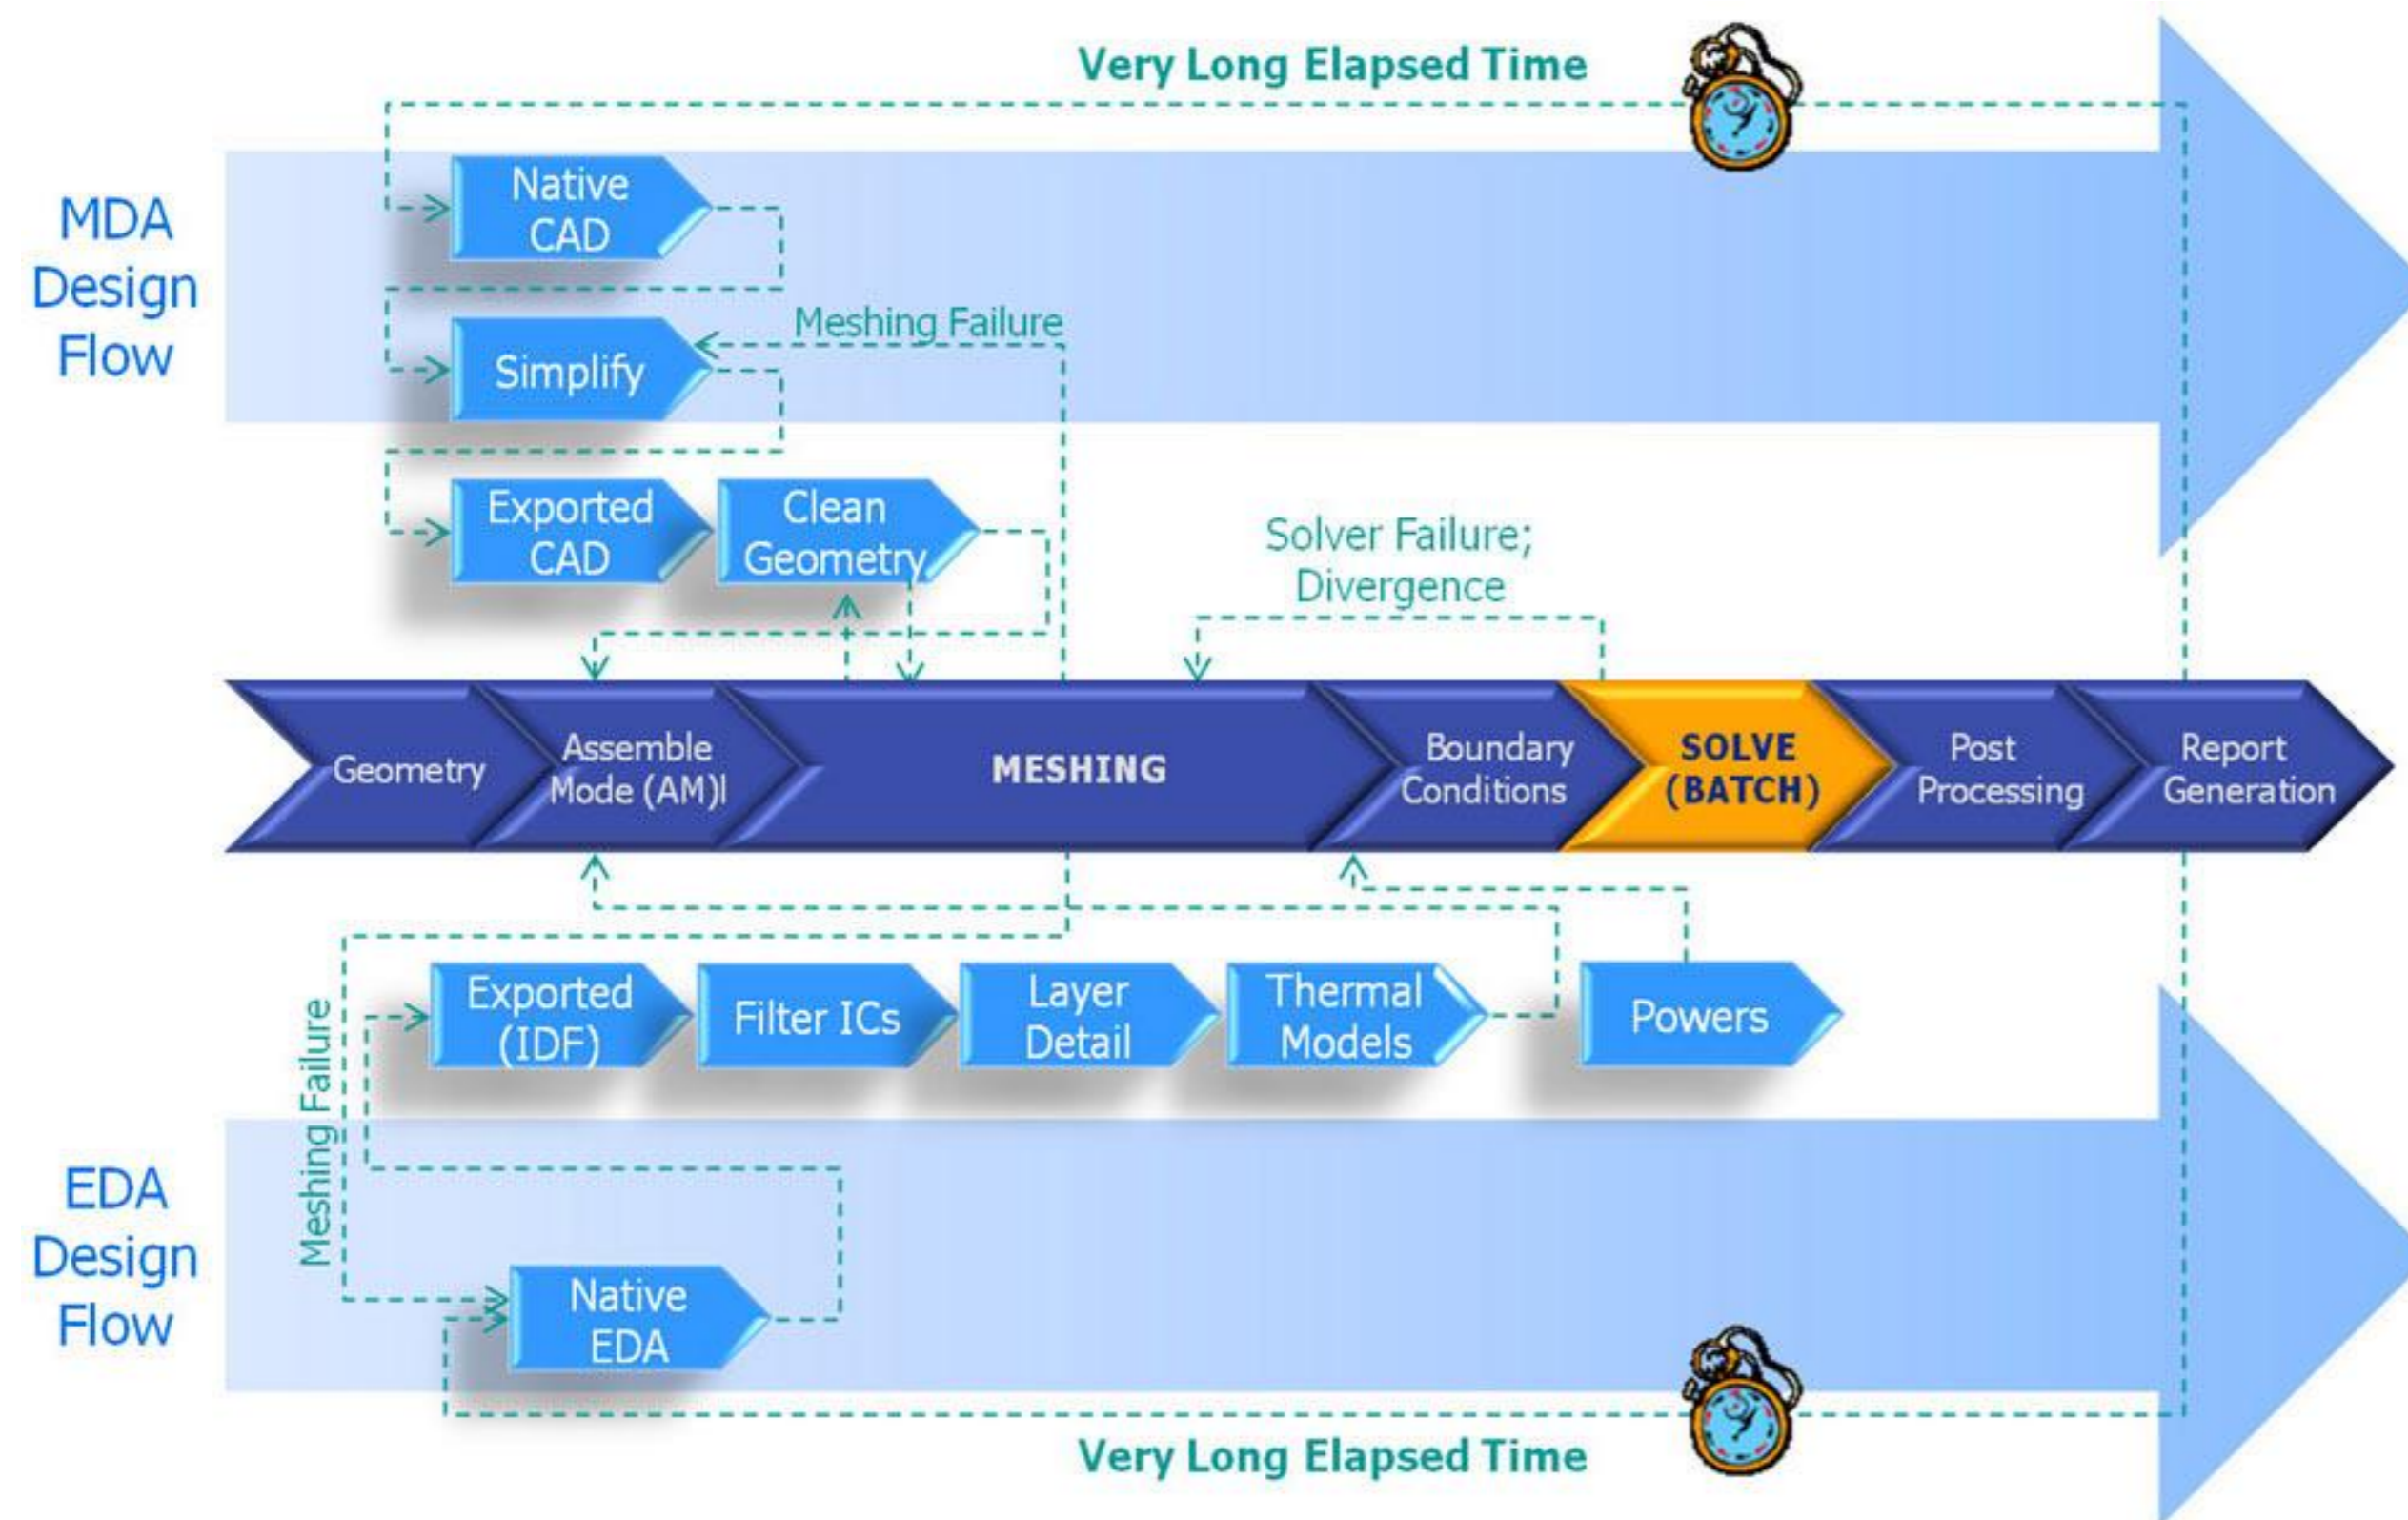 Very Long Elapsed Time
MDA
Design
Flow
Native
CAD
Meshing Failure
Simplify
Exported
CAD
Clean
Geometry
Solver Failure;
Divergence
Geometry
Assemble
Mode (AM)l
MESHING
Boundary
Conditions
SOLVE
(BATCH)
Post
Processing
Report
Generation
Meshing Failure
Exported
(IDF)
Filter ICs
Layer
Detail
Thermal
Models
Powers
EDA
Design
Flow
Native
EDA
Very Long Elapsed Time